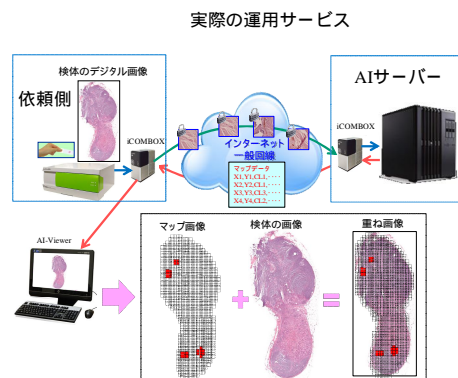 実際の運用サービス
検体のデジタル画像
依頼側
iCOMBOX
インターネット
一般回線
マップデータ
X1,Y1,CL1,‥‥
X2,Y2,CL1,‥‥
X3,Y3,CL3,‥‥
X4,Y4,CL2,‥‥
AIサーバー
iCOMBOX
AI-Viewer
マップ画像
検体の画像
重ね画像